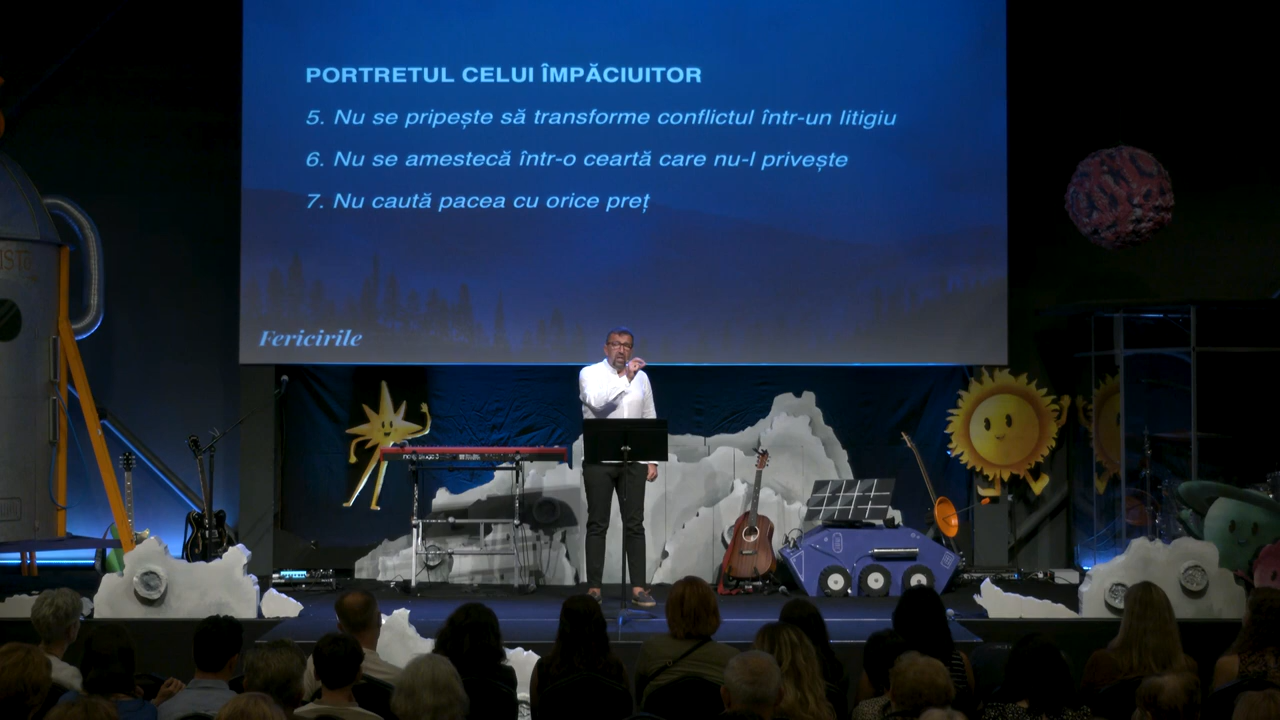 PORTRETUL CELUI ÎMPĂCIUITOR
5. Nu se pripește să transforme conflictul într-un litigiu
6. Nu se amestecă într-o ceartă care nu-l privește
7. Nu caută pacea cu orice preț
Fericirile